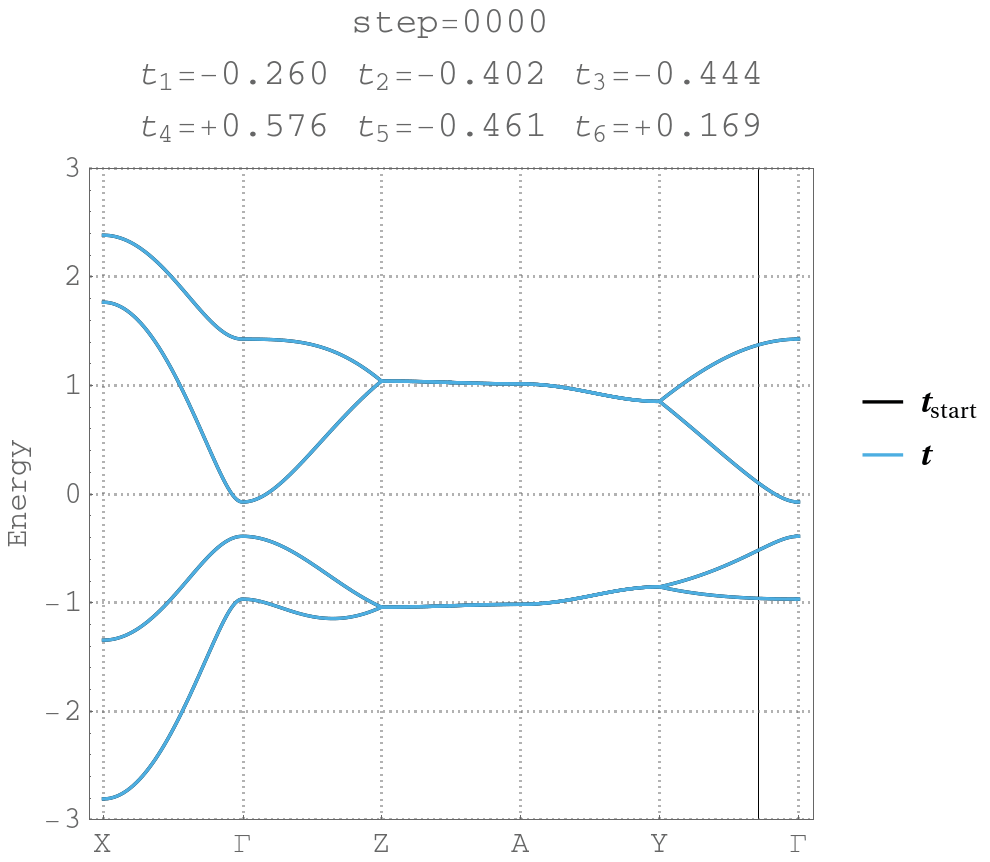 step=0000
t₁=−0.260 t₂=−0.402 t₃=−0.444
t₄=+0.576 t₅=−0.461 t₆=+0.169
3
2
1
0
−1
−2
−3
Energy
X Γ Z A Y Γ
t_start
t